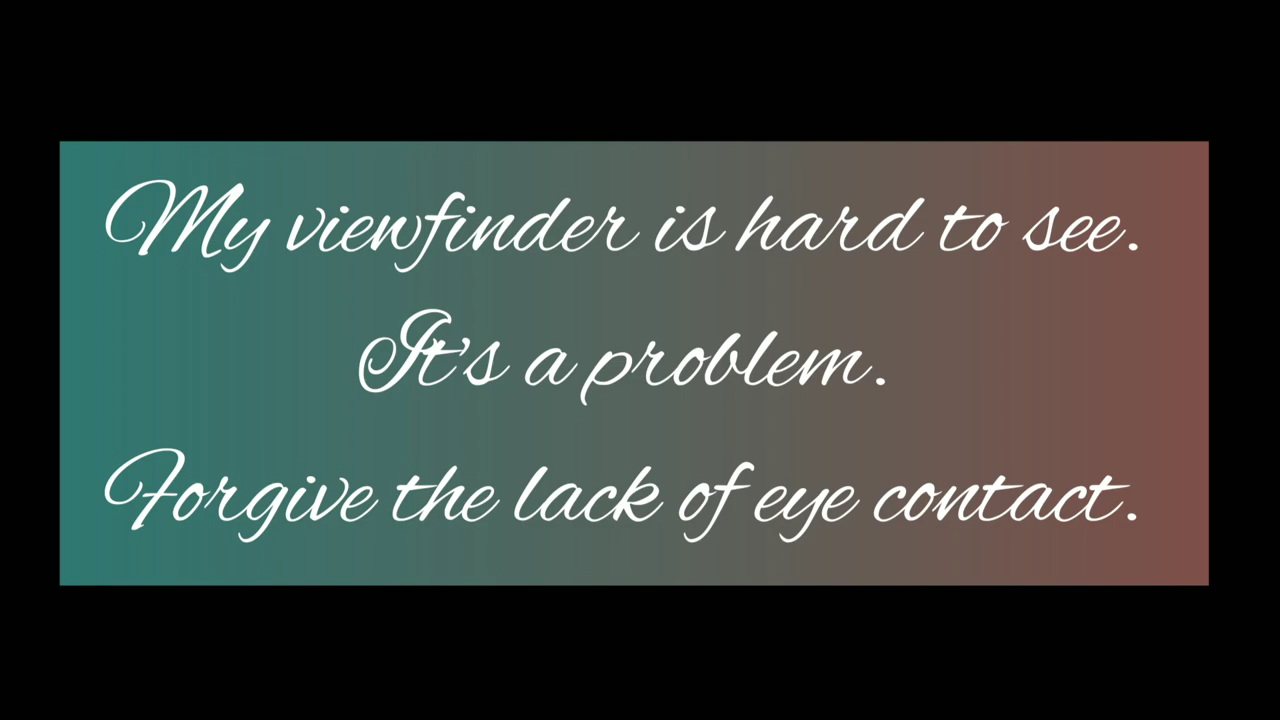 My viewfinder is hard to see.
It's a problem.
Forgive the lack of eye contact.